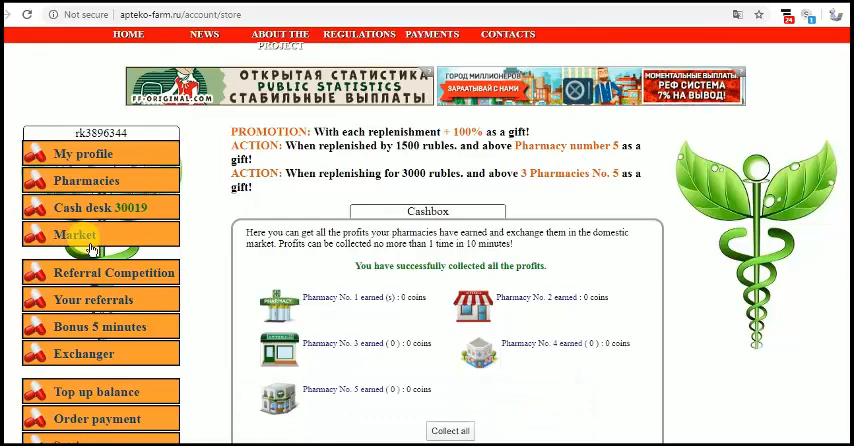 Not secure
apteko-farm.ru/account/store
24
1
HOME
NEWS
ABOUT THE PROJECT
REGULATIONS
PAYMENTS
CONTACTS
FF-ORIGINAL.COM
ОТКРЫТАЯ СТАТИСТИКА
PUBLIC STATISTICS
СТАБИЛЬНЫЕ ВЫПЛАТЫ
ГОРОД МИЛЛИОНЕРОВ
ЗАРАБАТЫВАЙ С НАМИ
МОМЕНТАЛЬНЫЕ ВЫПЛАТЫ
РЕФ СИСТЕМА
7% НА ВЫВОД!
rk3896344
My profile
Pharmacies
Cash desk 30019
Market
Referral Competition
Your referrals
Bonus 5 minutes
Exchanger
Top up balance
Order payment
PROMOTION: With each replenishment + 100% as a gift!
ACTION: When replenished by 1500 rubles. and above Pharmacy number 5 as a
gift!
ACTION: When replenishing for 3000 rubles. and above 3 Pharmacies No. 5 as a
gift!
Cashbox
Here you can get all the profits your pharmacies have earned and exchange them in the domestic
market. Profits can be collected no more than 1 time in 10 minutes!
You have successfully collected all the profits.
PHARMACY
Pharmacy No. 1 earned (s) : 0 coins
Pharmacy No. 2 earned : 0 coins
Pharmacy No. 3 earned ( 0 ) : 0 coins
Pharmacy No. 4 earned ( 0 ) : 0 coins
Pharmacy No. 5 earned ( 0 ) : 0 coins
Collect all